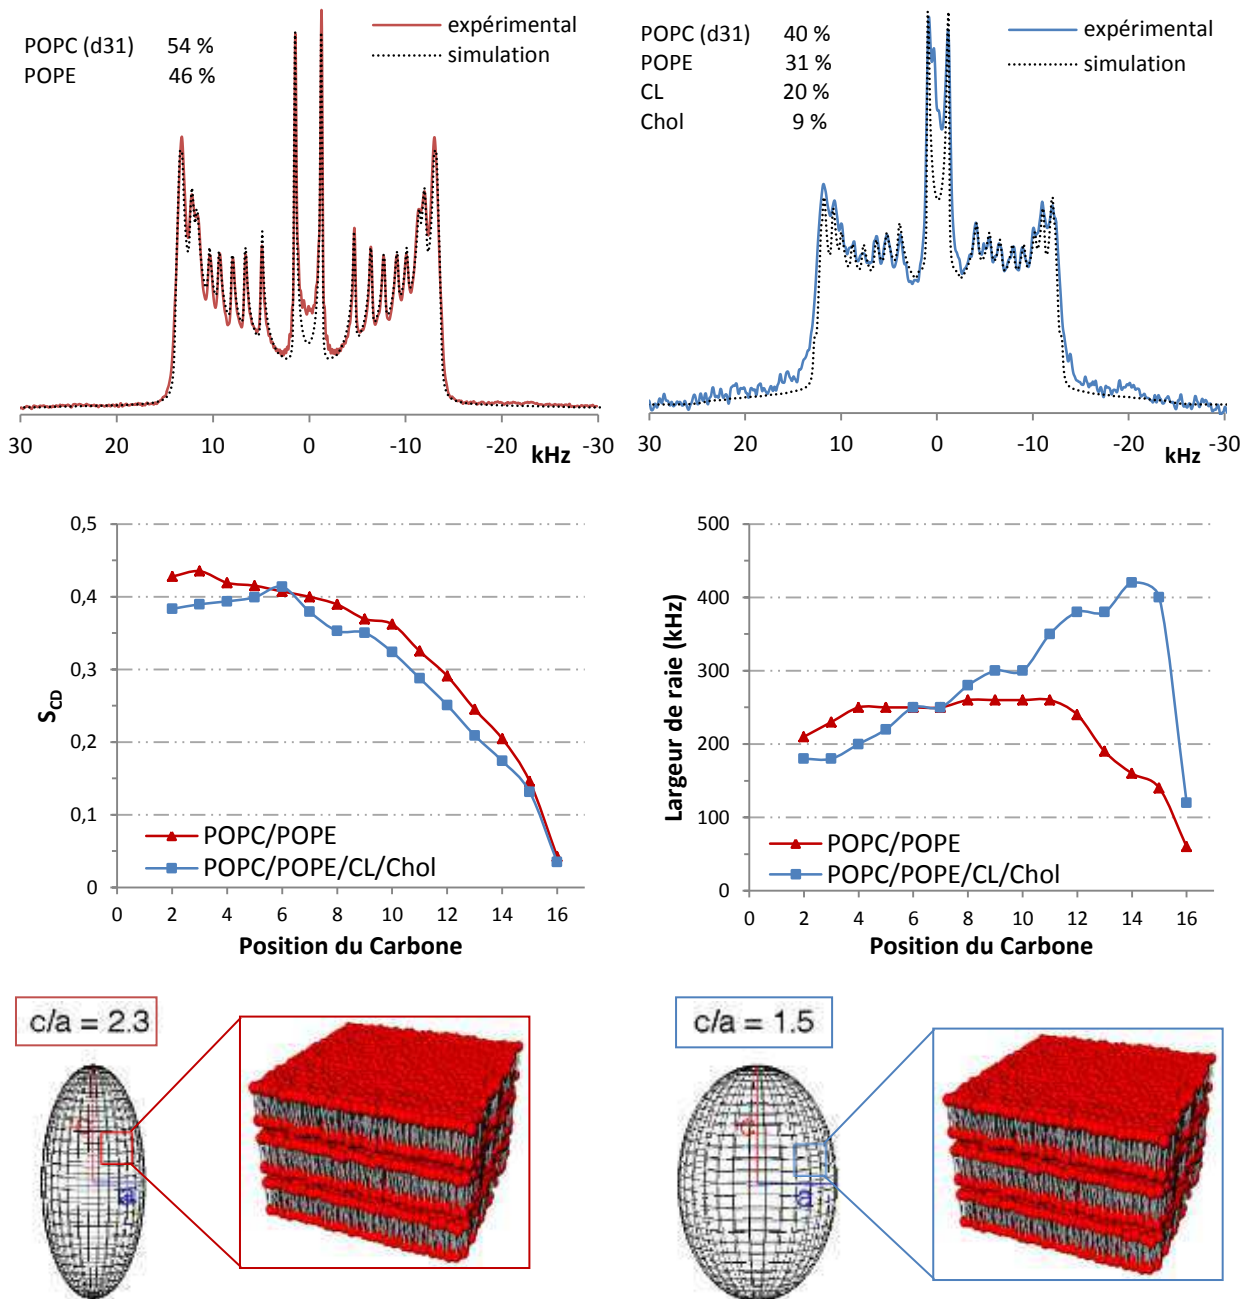 POPC (d31) 54 %
POPE 46 %
expérimental
simulation
30 20 10 0 -10 -20 -30
kHz
POPC (d31) 40 %
POPE 31 %
CL 20 %
Chol 9 %
expérimental
simulation
30 20 10 0 -10 -20 -30
kHz
0,5
0,4
0,3
0,2
0,1
0
S_CD
POPC/POPE
POPC/POPE/CL/Chol
0 2 4 6 8 10 12 14 16
Position du Carbone
500
400
300
200
100
0
Largeur de raie (kHz)
POPC/POPE
POPC/POPE/CL/Chol
0 2 4 6 8 10 12 14 16
Position du Carbone
c/a = 2.3
a
c/a = 1.5
c
a